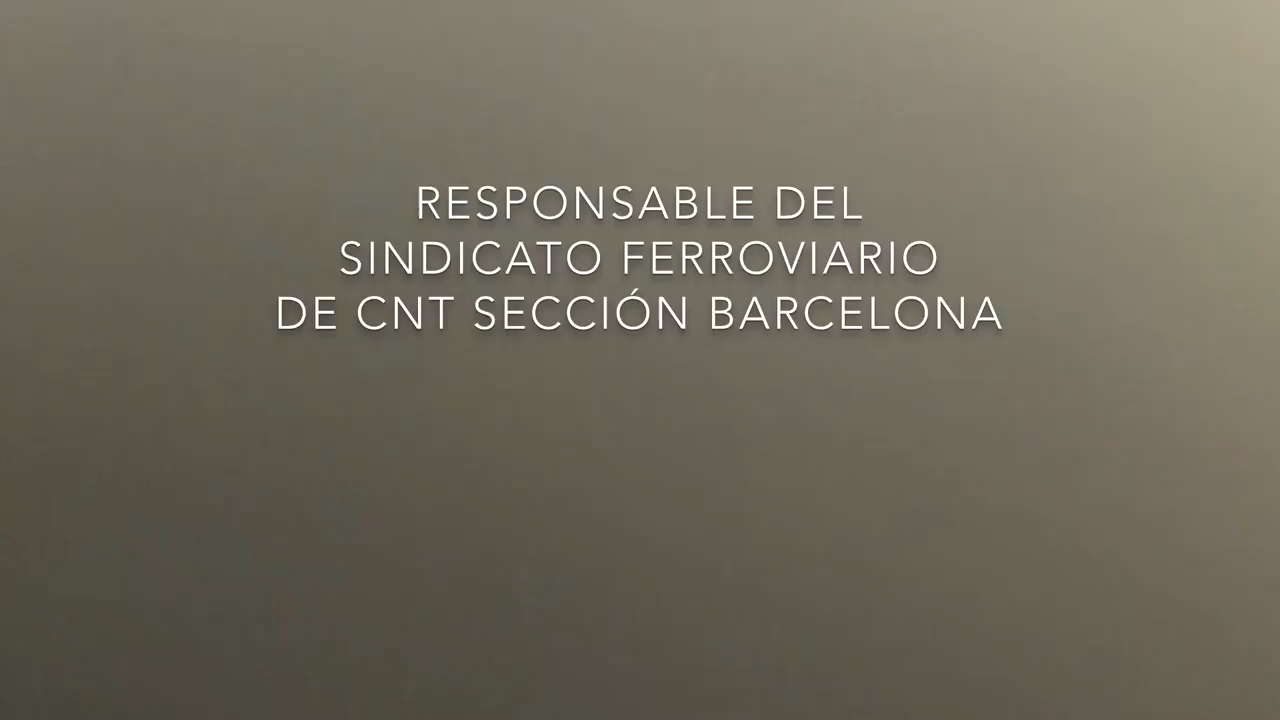 RESPONSABLE DEL
SINDICATO FERROVIARIO
DE CNT SECCIÓN BARCELONA